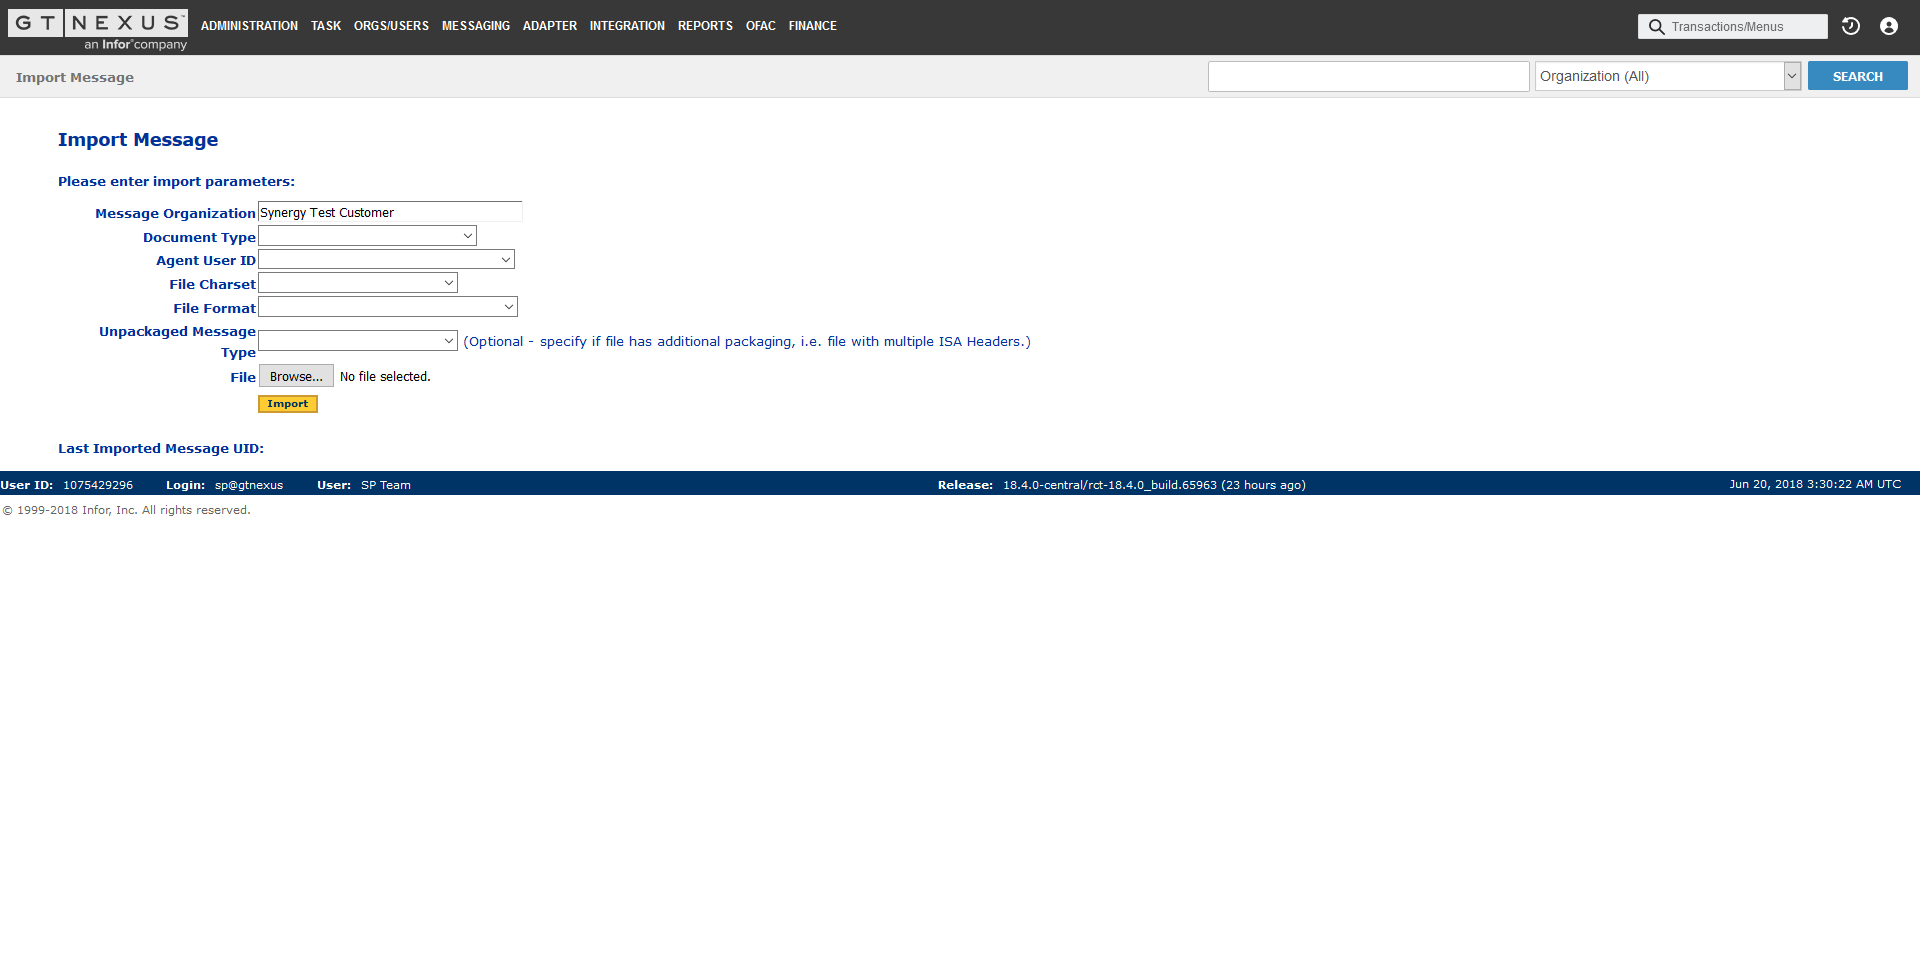 GT NEXUS
an Infor company
ADMINISTRATION TASK ORGS/USERS MESSAGING ADAPTER INTEGRATION REPORTS OFAC FINANCE
Transactions/Menus
Import Message
Organization (All)
SEARCH
Import Message
Please enter import parameters:
Message Organization Synergy Test Customer
Document Type
Agent User ID
File Charset
File Format
Unpackaged Message
Type
(Optional - specify if file has additional packaging, i.e. file with multiple ISA Headers.)
File Browse... No file selected.
Import
Last Imported Message UID:
User ID: 1075429296 Login: sp@gtnexus User: SP Team Release: 18.4.0-central/rct-18.4.0_build.65963 (23 hours ago) Jun 20, 2018 3:30:22 AM UTC
© 1999-2018 Infor, Inc. All rights reserved.